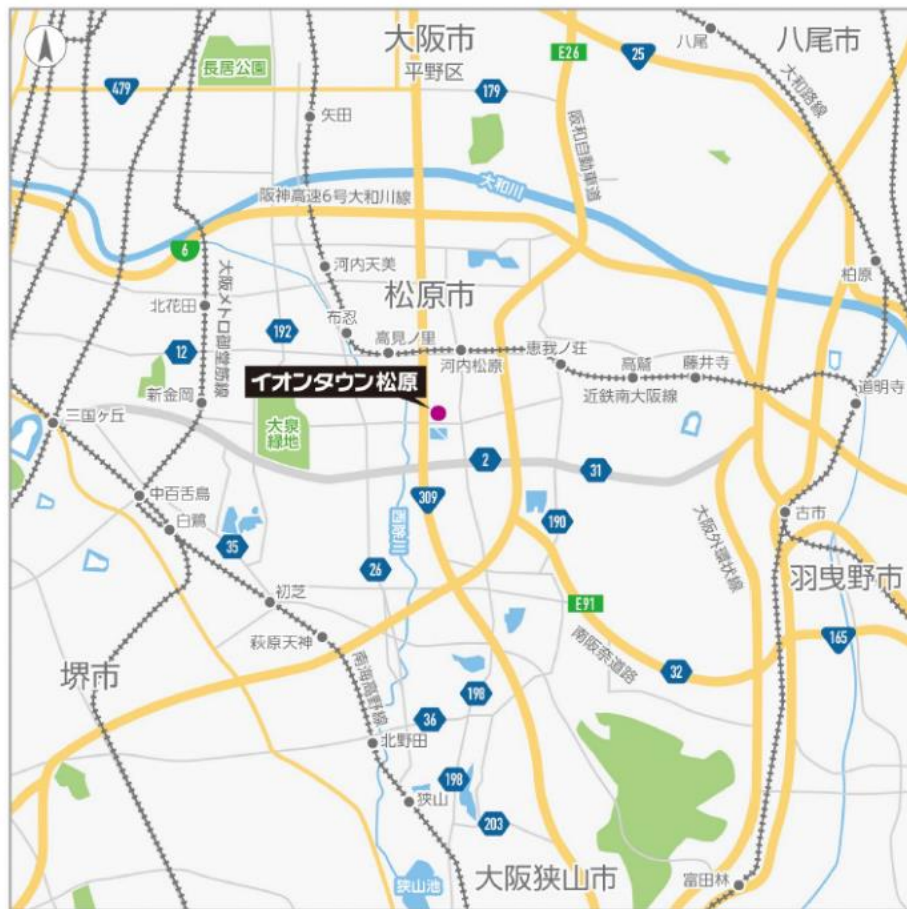 大阪市
平野区
八尾市
八尾
E26
25
長居公園
479
179
大和路線
矢田
阪和自動車道
大和川
阪神高速6号大和川線
6
河内天美
柏原
松原市
大阪メトロ御堂筋線
北花田
192
布忍
高見ノ里
河内松原
恵我ノ荘
高鷲
藤井寺
近鉄南大阪線
道明寺
12
新金岡
イオンタウン松原
三国ヶ丘
大泉
緑地
2
31
中百舌鳥
309
白鷺
35
190
大阪外環状線
古市
西除川
26
羽曳野市
初芝
E91
165
萩原天神
南阪奈道路
32
堺市
南海高野線
198
36
北野田
198
狭山
203
狭山池
大阪狭山市
富田林